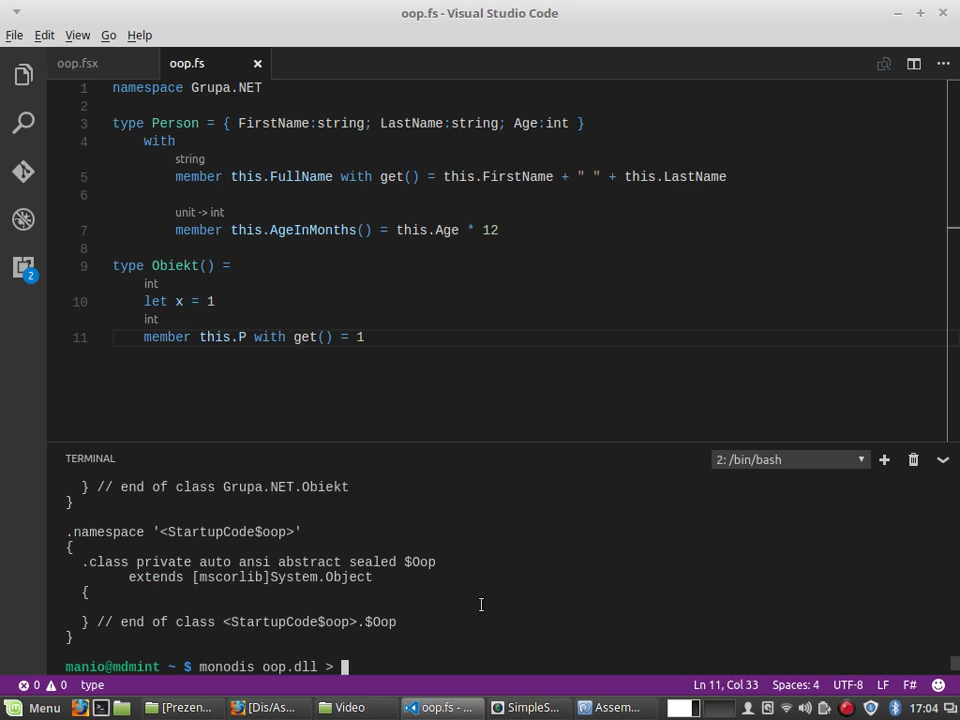 oop.fs - Visual Studio Code
File Edit View Go Help
oop.fsx oop.fs
1 namespace Grupa.NET
2
3 type Person = { FirstName:string; LastName:string; Age:int }
4 with
string
5 member this.FullName with get() = this.FirstName + " " + this.LastName
6
unit -> int
7 member this.AgeInMonths() = this.Age * 12
8
9 type Obiekt() =
int
10 let x = 1
int
11 member this.P with get() = 1
2
TERMINAL 2: /bin/bash
} // end of class Grupa.NET.Obiekt
}
.namespace '<StartupCode$oop>'
{
.class private auto ansi abstract sealed $Oop
extends [mscorlib]System.Object
{
} // end of class <StartupCode$oop>.$Oop
}
manio@mdmint ~ $ monodis oop.dll >
0 0 type Ln 11, Col 33 Spaces: 4 UTF-8 LF F#
Menu [Prezen... [Dis/As... Video oop.fs - ... SimpleS... Assem... 17:04